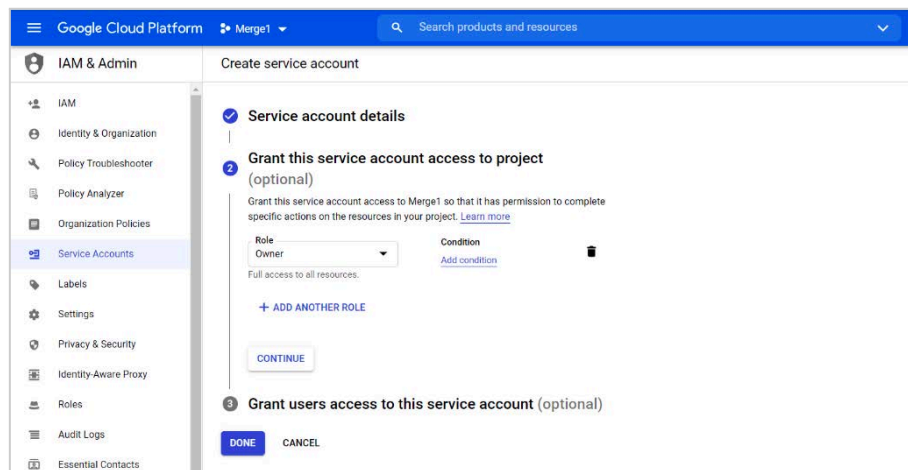 Google Cloud Platform
Merge1
Search products and resources
IAM & Admin
Create service account
IAM
Identity & Organization
Policy Troubleshooter
Policy Analyzer
Organization Policies
Service Accounts
Labels
Settings
Privacy & Security
Identity-Aware Proxy
Roles
Audit Logs
Essential Contacts
Service account details
2
Grant this service account access to project
(optional)
Grant this service account access to Merge1 so that it has permission to complete
specific actions on the resources in your project. Learn more
Role
Owner
Condition
Add condition
Full access to all resources.
+ ADD ANOTHER ROLE
CONTINUE
3
Grant users access to this service account (optional)
DONE
CANCEL